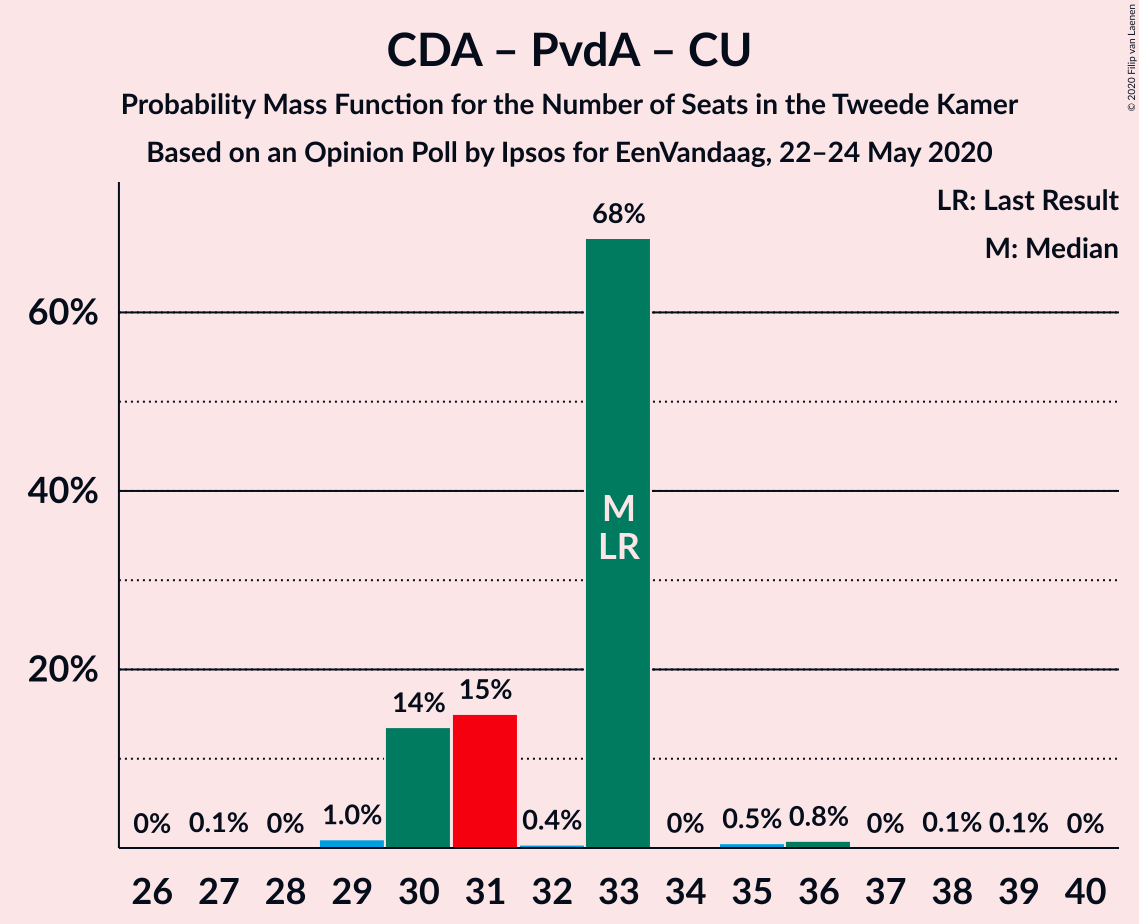 CDA – PvdA – CU
Probability Mass Function for the Number of Seats in the Tweede Kamer
Based on an Opinion Poll by Ipsos for EenVandaag, 22–24 May 2020
© 2020 Filip van Laenen
LR: Last Result
M: Median
60%
40%
20%
0%
0.1%
0%
1.0%
14%
15%
0.4%
68%
M
LR
0%
0.5%
0.8%
0%
0.1%
0.1%
0%
26 27 28 29 30 31 32 33 34 35 36 37 38 39 40